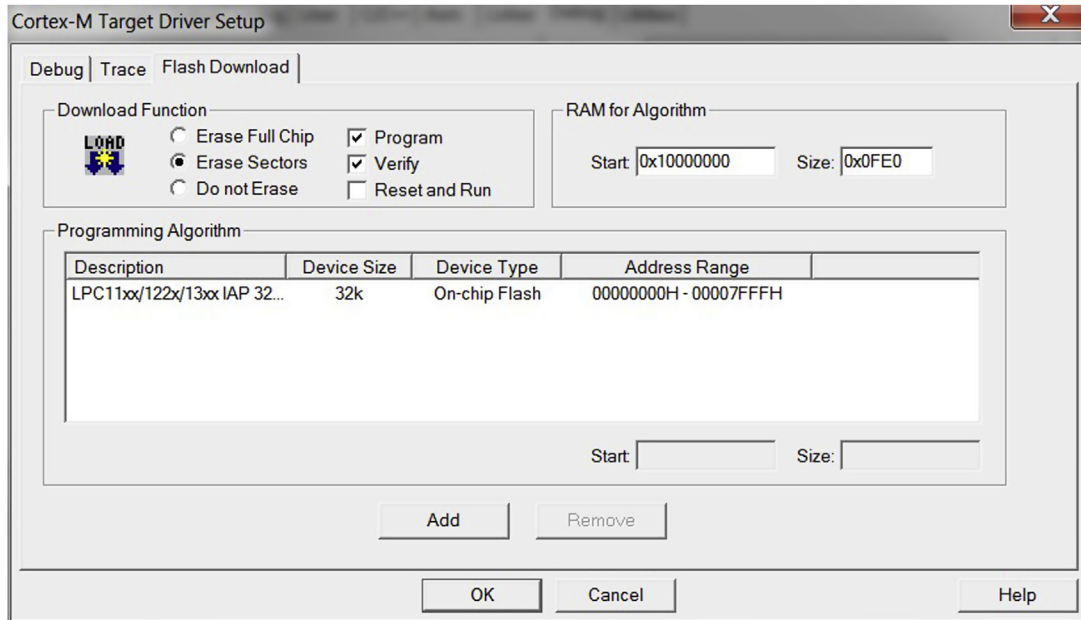 Cortex-M Target Driver Setup
X
Debug
Trace
Flash Download
Download Function
LOAD
Erase Full Chip
Erase Sectors
Do not Erase
Program
Verify
Reset and Run
RAM for Algorithm
Start: 0x10000000 Size: 0x0FE0
Programming Algorithm
Description Device Size Device Type Address Range
LPC11xx/122x/13xx IAP 32... 32k On-chip Flash 00000000H - 00007FFFH
Start: Size:
Add Remove
OK Cancel Help